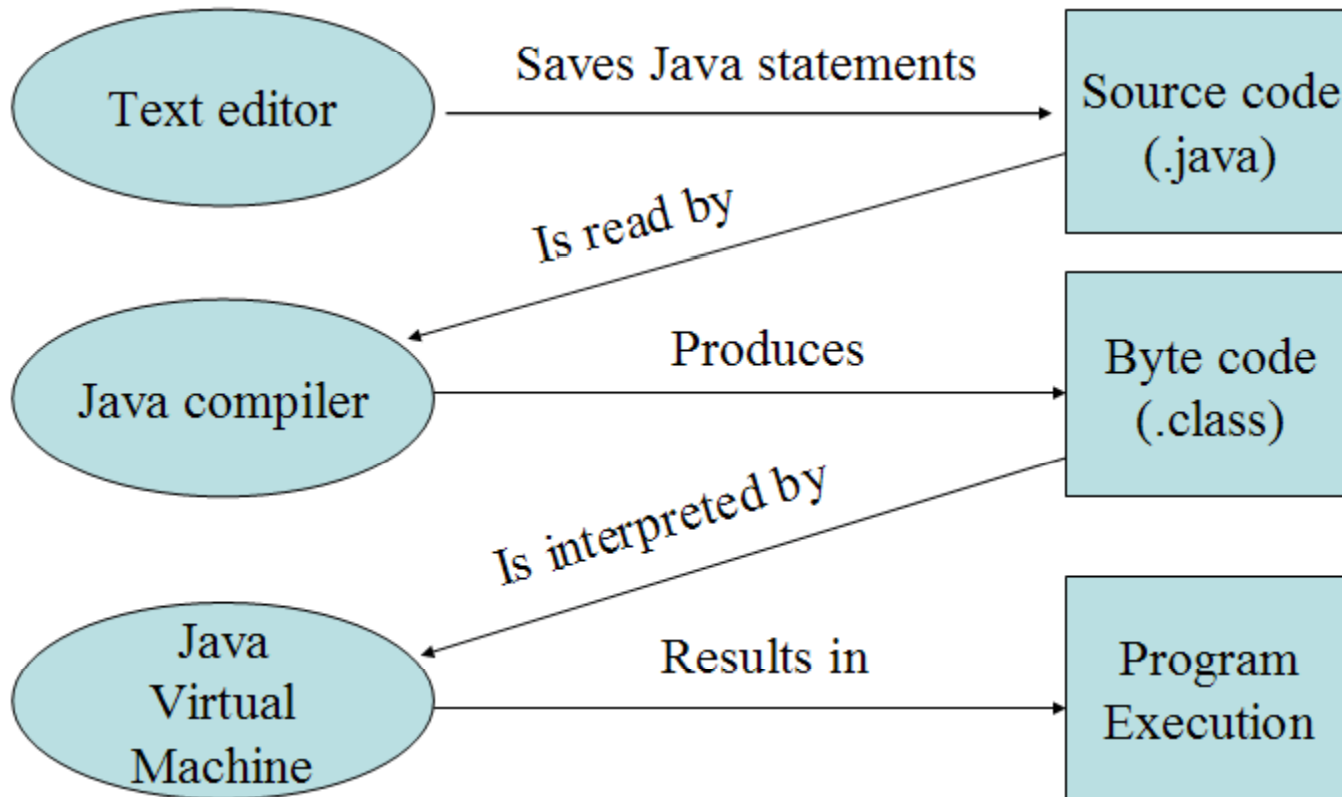 Text editor
Saves Java statements
Source code
(.java)
Is read by
Java compiler
Produces
Byte code
(.class)
Is interpreted by
Java
Virtual
Machine
Results in
Program
Execution